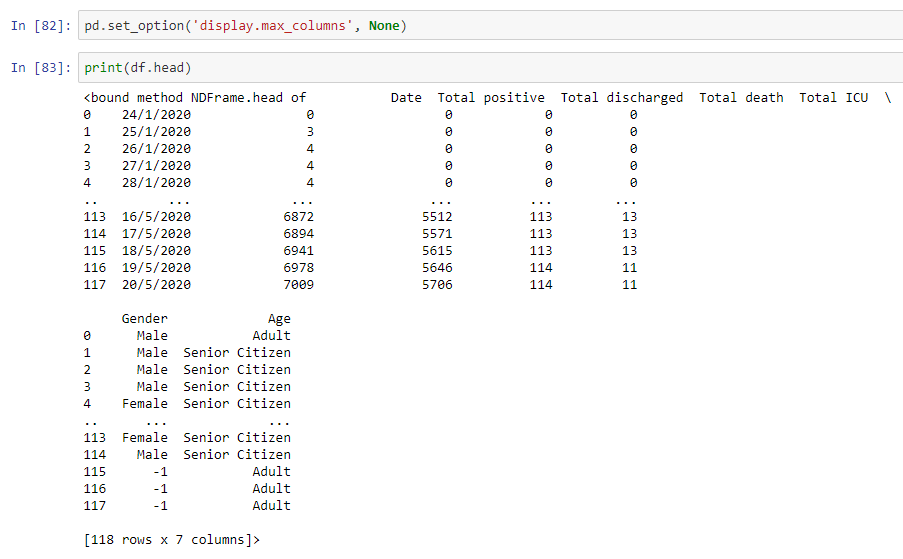 In [82]: pd.set_option('display.max_columns', None)
In [83]: print(df.head)
<bound method NDFrame.head of           Date  Total positive  Total discharged  Total death  Total ICU  \
0    24/1/2020               0                 0            0          0
1    25/1/2020               3                 0            0          0
2    26/1/2020               4                 0            0          0
3    27/1/2020               4                 0            0          0
4    28/1/2020               4                 0            0          0
..         ...             ...               ...          ...        ...
113  16/5/2020            6872              5512          113         13
114  17/5/2020            6894              5571          113         13
115  18/5/2020            6941              5615          113         13
116  19/5/2020            6978              5646          114         11
117  20/5/2020            7009              5706          114         11
     Gender             Age
0      Male           Adult
1      Male  Senior Citizen
2      Male  Senior Citizen
3      Male  Senior Citizen
4    Female  Senior Citizen
..      ...             ...
113  Female  Senior Citizen
114    Male  Senior Citizen
115      -1           Adult
116      -1           Adult
117      -1           Adult
[118 rows x 7 columns]>